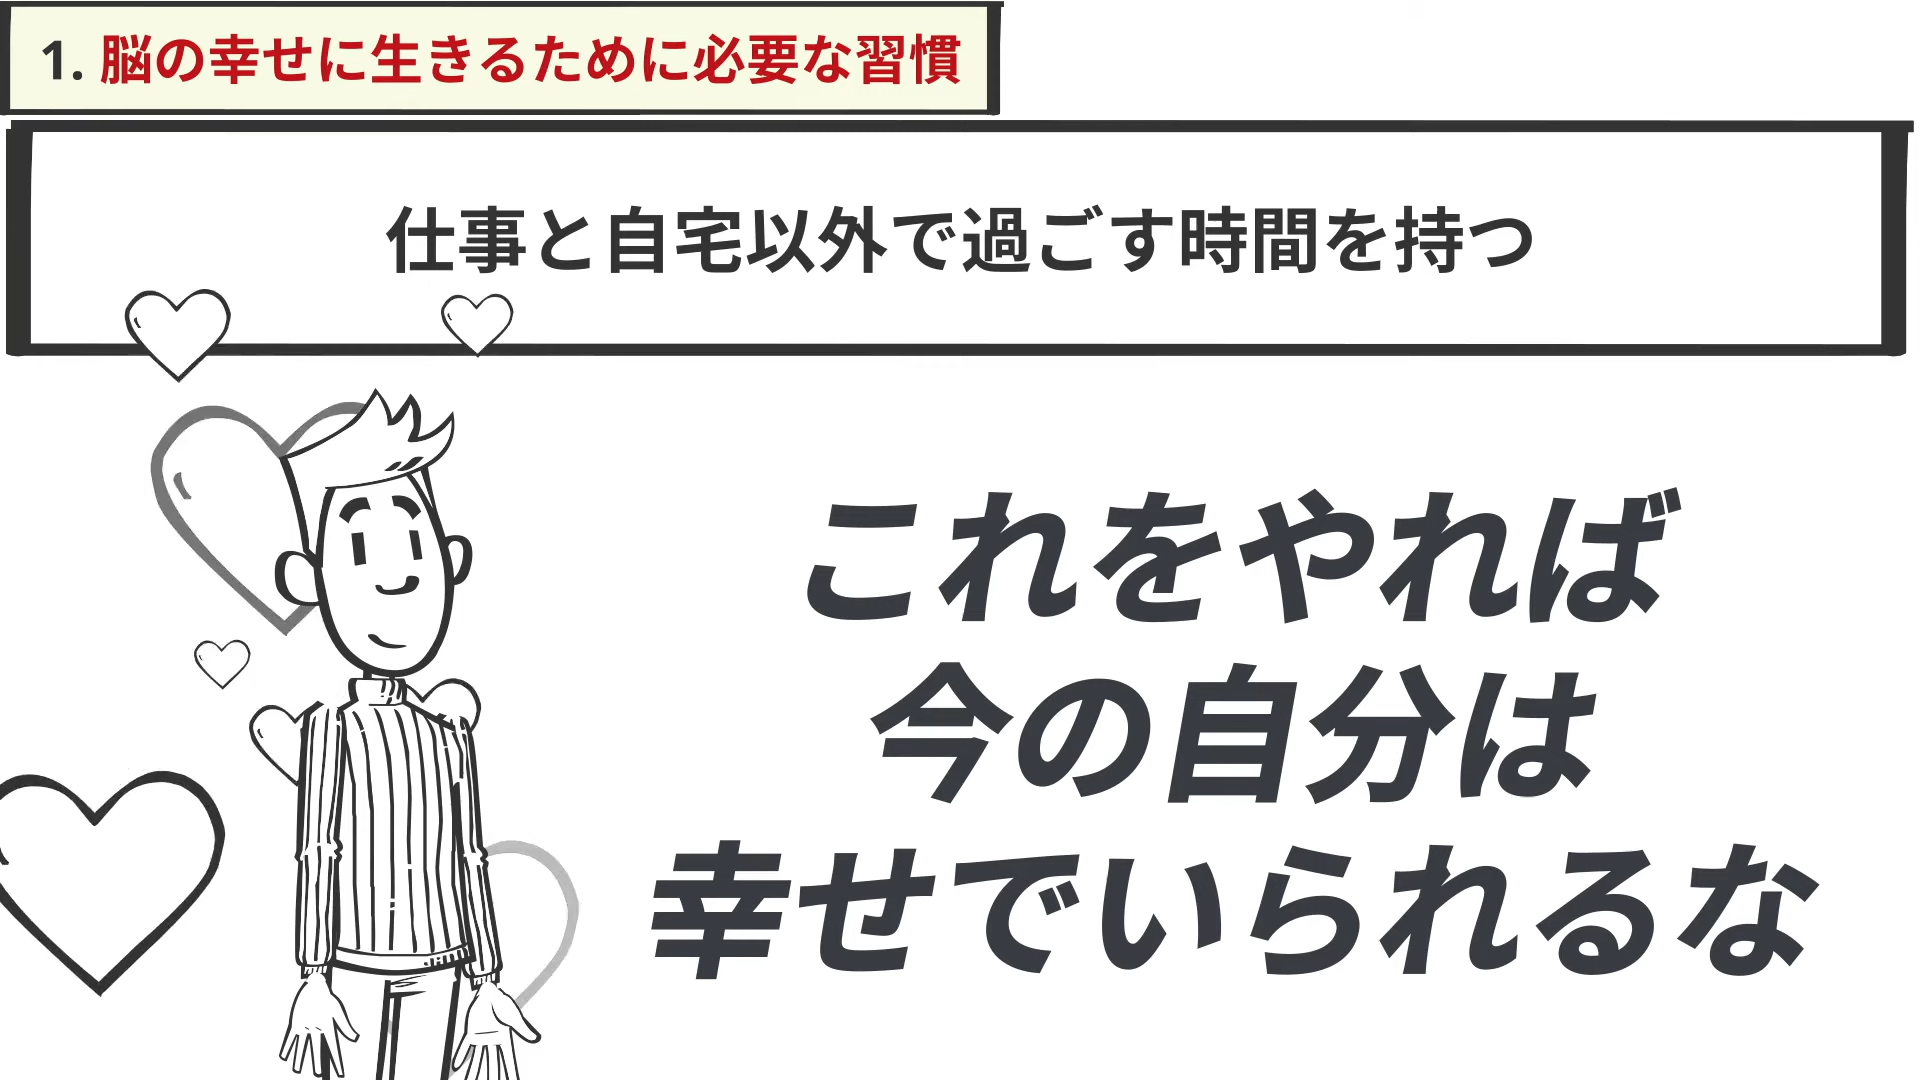 1. 脳の幸せに生きるために必要な習慣
仕事と自宅以外で過ごす時間を持つ
これをやれば
今の自分は
幸せでいられるな